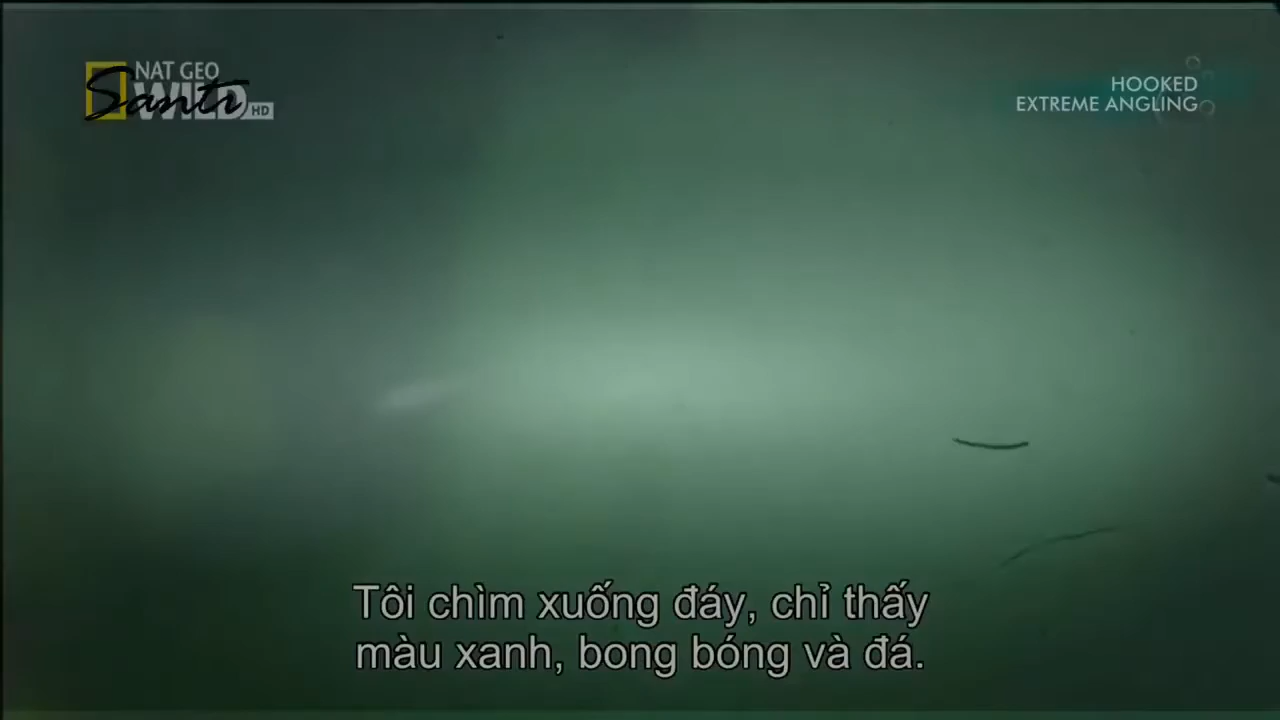 NAT GEO
WILD HD
Santi
HOOKED
EXTREME ANGLING
Tôi chìm xuống đáy, chỉ thấy
màu xanh, bong bóng và đá.